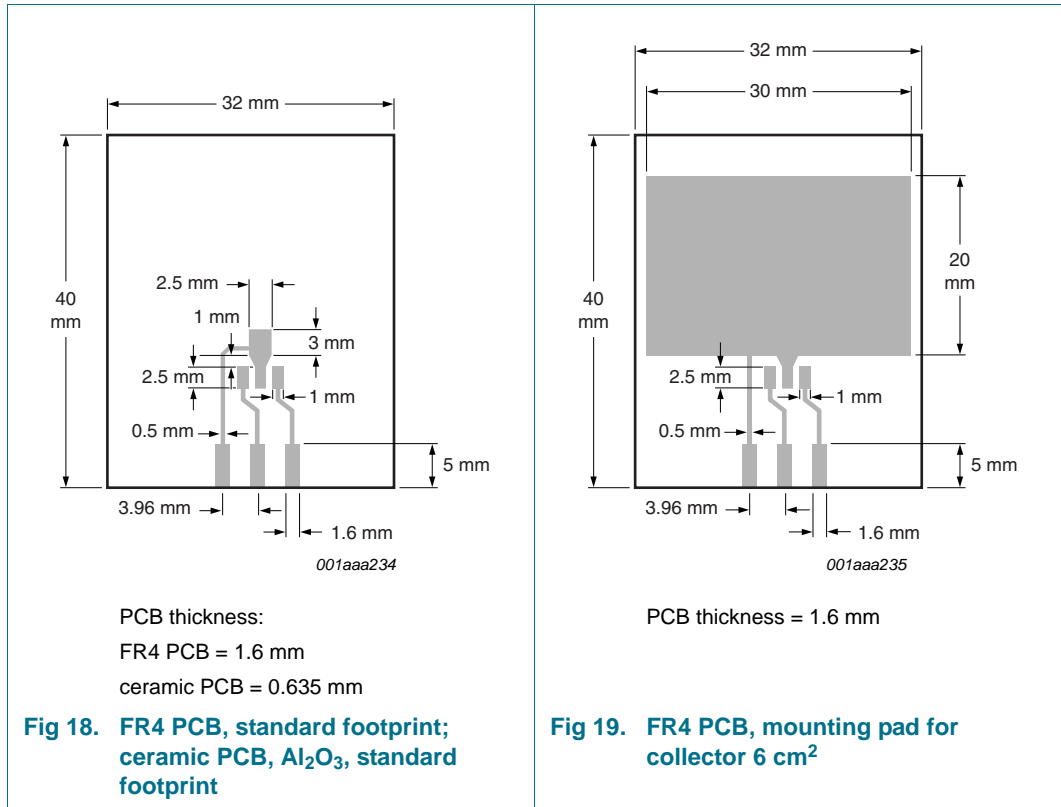 32 mm
40
mm
2.5 mm
1 mm
3 mm
2.5 mm
1 mm
0.5 mm
5 mm
3.96 mm
1.6 mm
001aaa234
PCB thickness:
FR4 PCB = 1.6 mm
ceramic PCB = 0.635 mm
Fig 18. FR4 PCB, standard footprint;
ceramic PCB, Al₂O₃, standard
footprint
32 mm
30 mm
40
mm
20
mm
2.5 mm
1 mm
0.5 mm
5 mm
3.96 mm
1.6 mm
001aaa235
PCB thickness = 1.6 mm
Fig 19. FR4 PCB, mounting pad for
collector 6 cm²